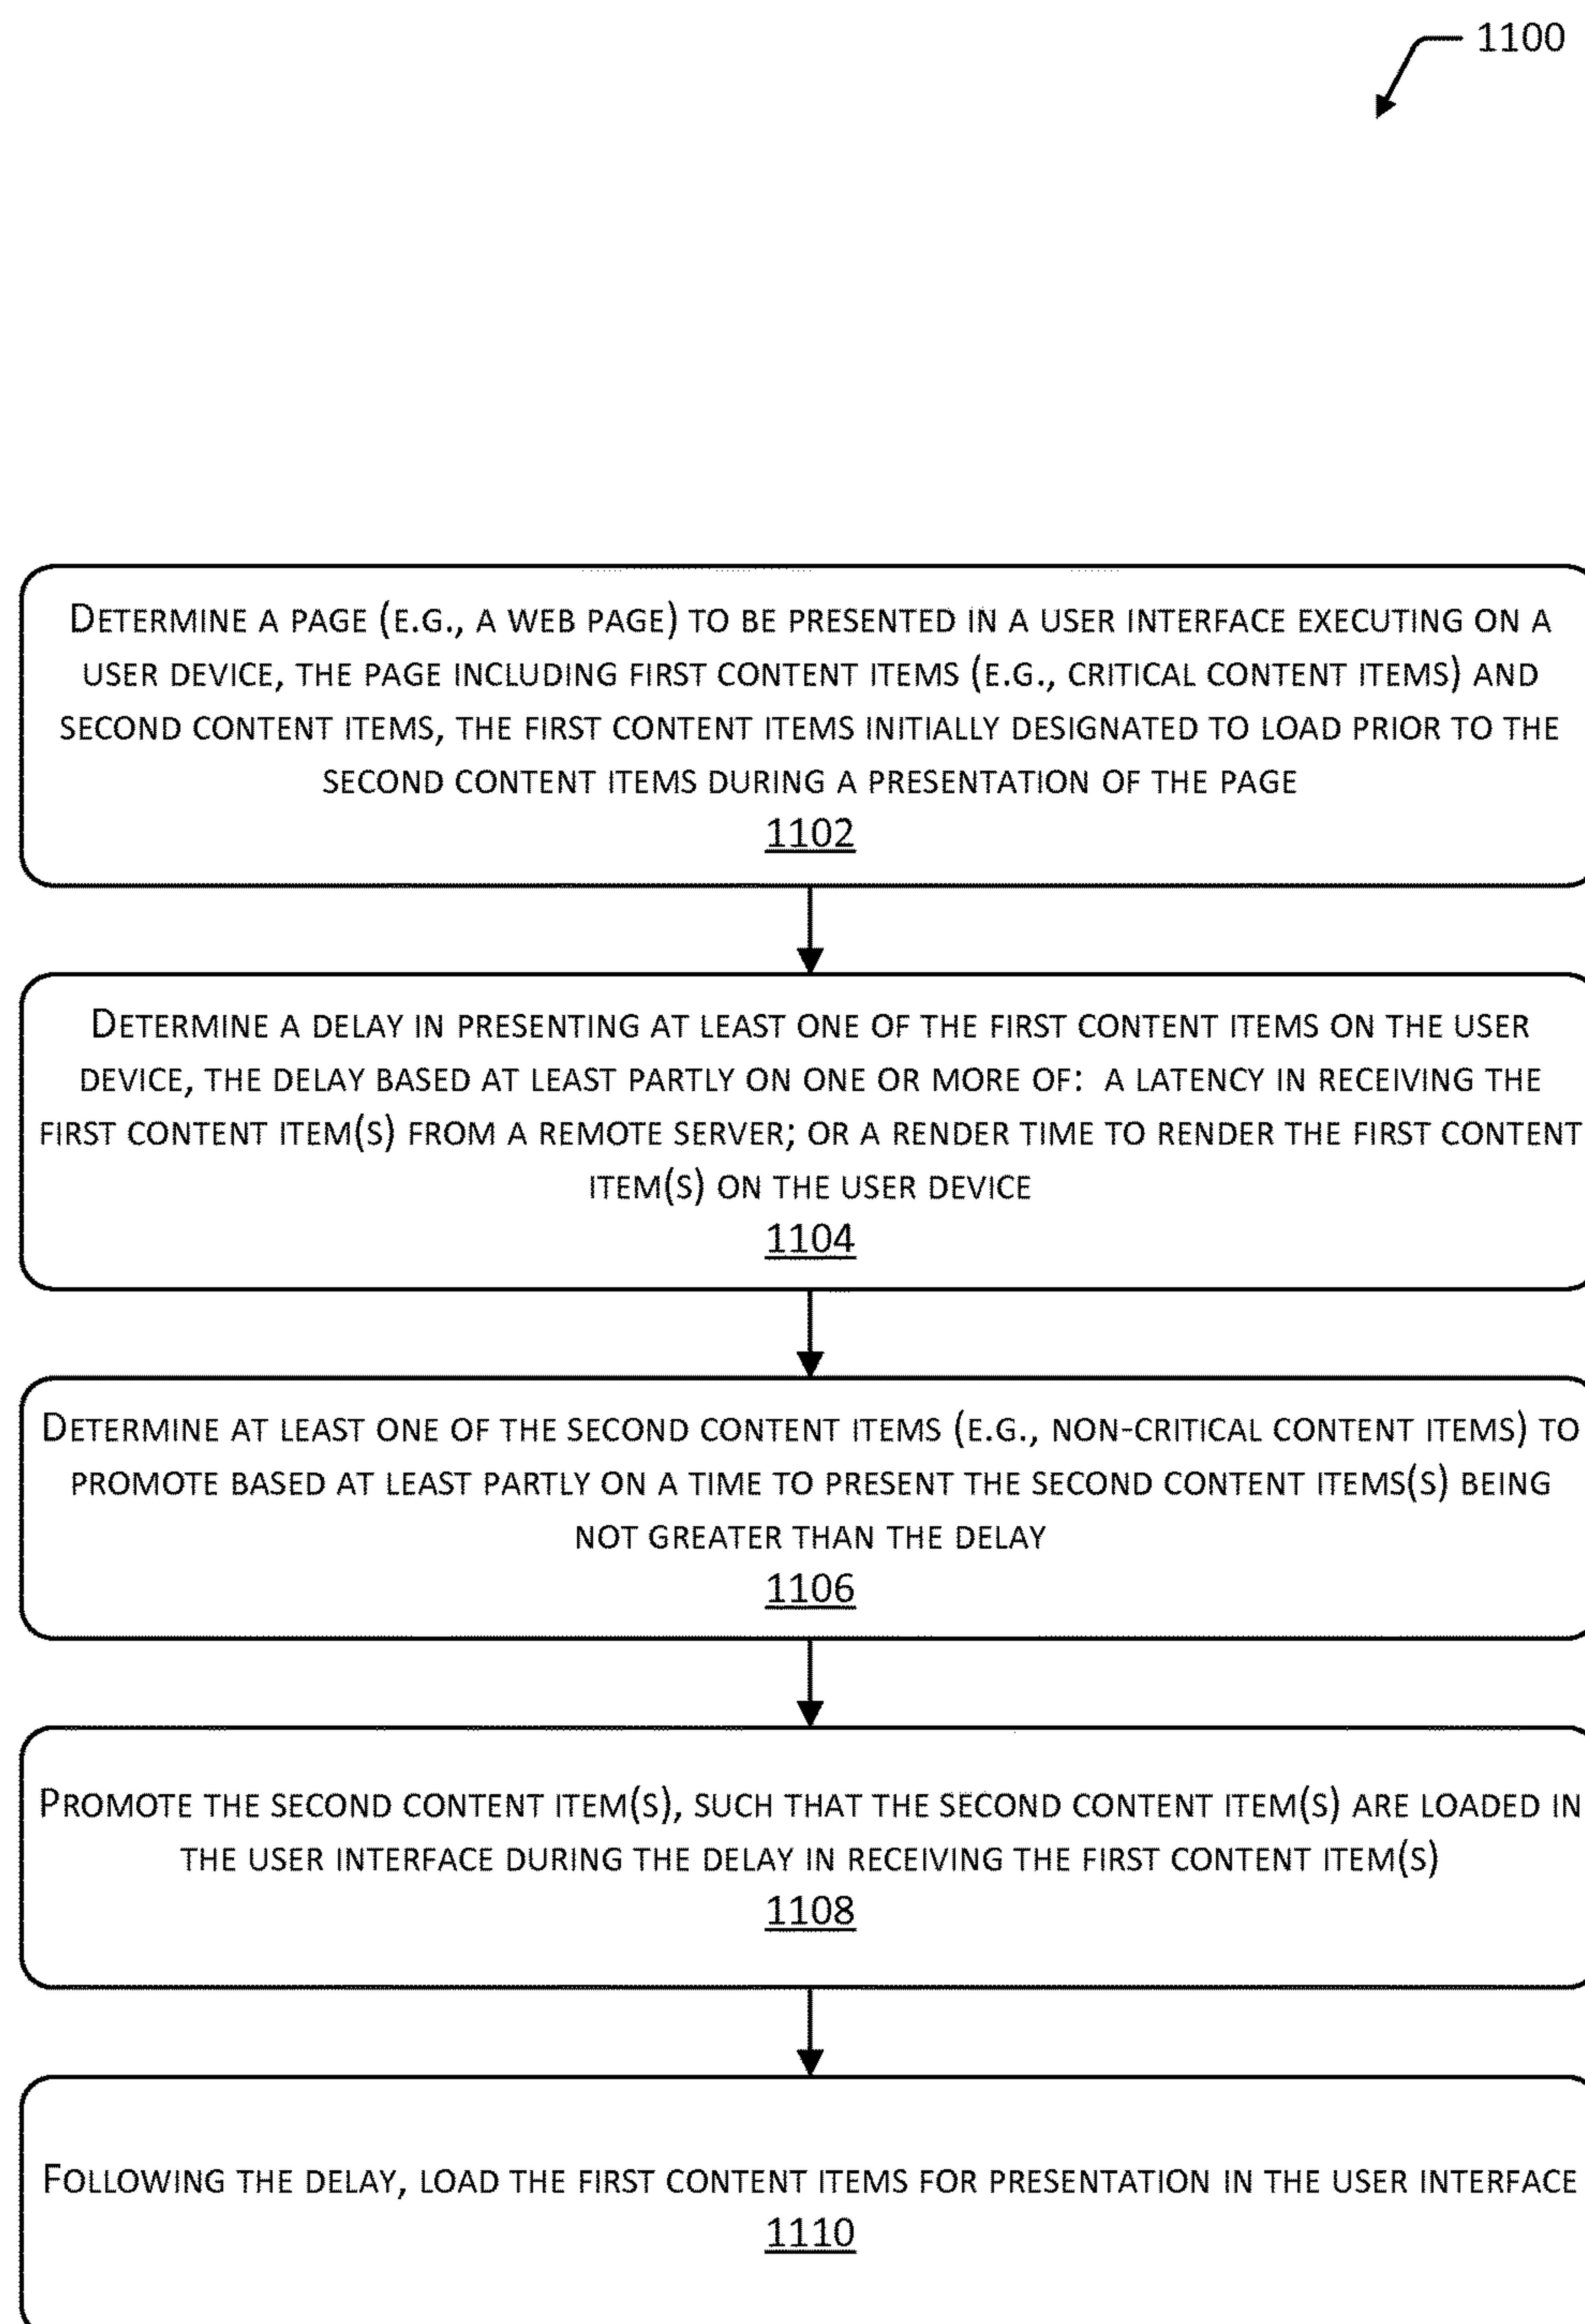 1100
DETERMINE A PAGE (E.G., A WEB PAGE) TO BE PRESENTED IN A USER INTERFACE EXECUTING ON A
USER DEVICE, THE PAGE INCLUDING FIRST CONTENT ITEMS (E.G., CRITICAL CONTENT ITEMS) AND
SECOND CONTENT ITEMS, THE FIRST CONTENT ITEMS INITIALLY DESIGNATED TO LOAD PRIOR TO THE
SECOND CONTENT ITEMS DURING A PRESENTATION OF THE PAGE
1102
DETERMINE A DELAY IN PRESENTING AT LEAST ONE OF THE FIRST CONTENT ITEMS ON THE USER
DEVICE, THE DELAY BASED AT LEAST PARTLY ON ONE OR MORE OF: A LATENCY IN RECEIVING THE
FIRST CONTENT ITEM(S) FROM A REMOTE SERVER; OR A RENDER TIME TO RENDER THE FIRST CONTENT
ITEM(S) ON THE USER DEVICE
1104
DETERMINE AT LEAST ONE OF THE SECOND CONTENT ITEMS (E.G., NON-CRITICAL CONTENT ITEMS) TO
PROMOTE BASED AT LEAST PARTLY ON A TIME TO PRESENT THE SECOND CONTENT ITEMS(S) BEING
NOT GREATER THAN THE DELAY
1106
PROMOTE THE SECOND CONTENT ITEM(S), SUCH THAT THE SECOND CONTENT ITEM(S) ARE LOADED IN
THE USER INTERFACE DURING THE DELAY IN RECEIVING THE FIRST CONTENT ITEM(S)
1108
FOLLOWING THE DELAY, LOAD THE FIRST CONTENT ITEMS FOR PRESENTATION IN THE USER INTERFACE
1110